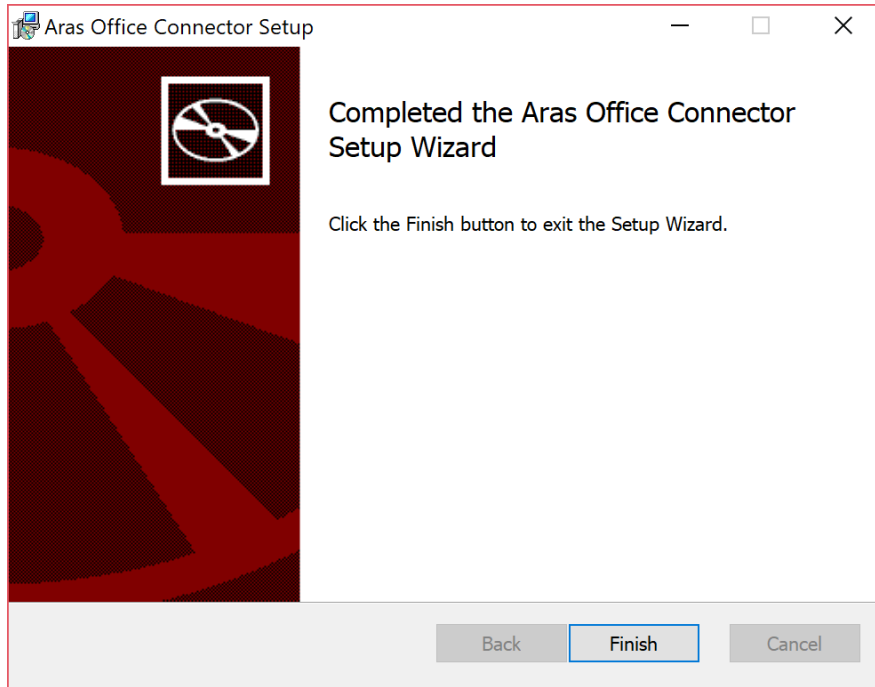 Aras Office Connector Setup
Completed the Aras Office Connector
Setup Wizard
Click the Finish button to exit the Setup Wizard.
Back
Finish
Cancel